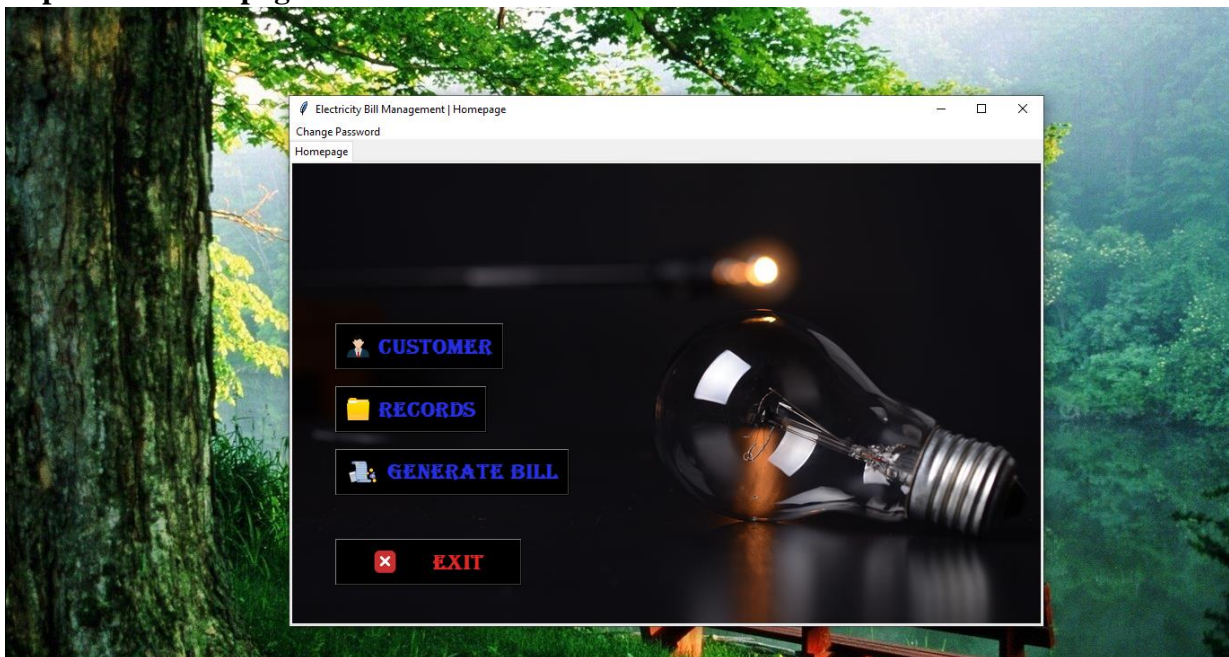 Electricity Bill Management | Homepage
Change Password
Homepage
CUSTOMER
RECORDS
GENERATE BILL
EXIT